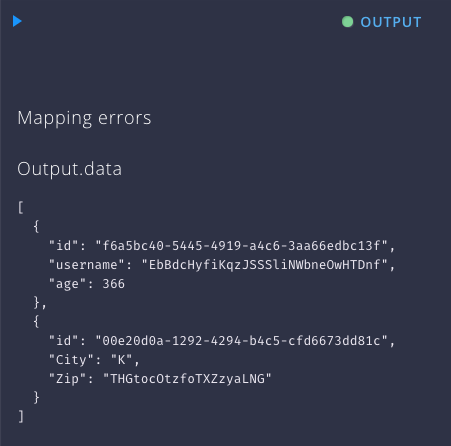 OUTPUT
Mapping errors
Output.data
[
  {
    "id": "f6a5bc40-5445-4919-a4c6-3aa66edbc13f",
    "username": "EbBdcHyfiKqzJSSSliNWbneOwHTDnf",
    "age": 366
  },
  {
    "id": "00e20d0a-1292-4294-b4c5-cfd6673dd81c",
    "City": "K",
    "Zip": "THGtocOtzfoTXZzyaLNG"
  }
]